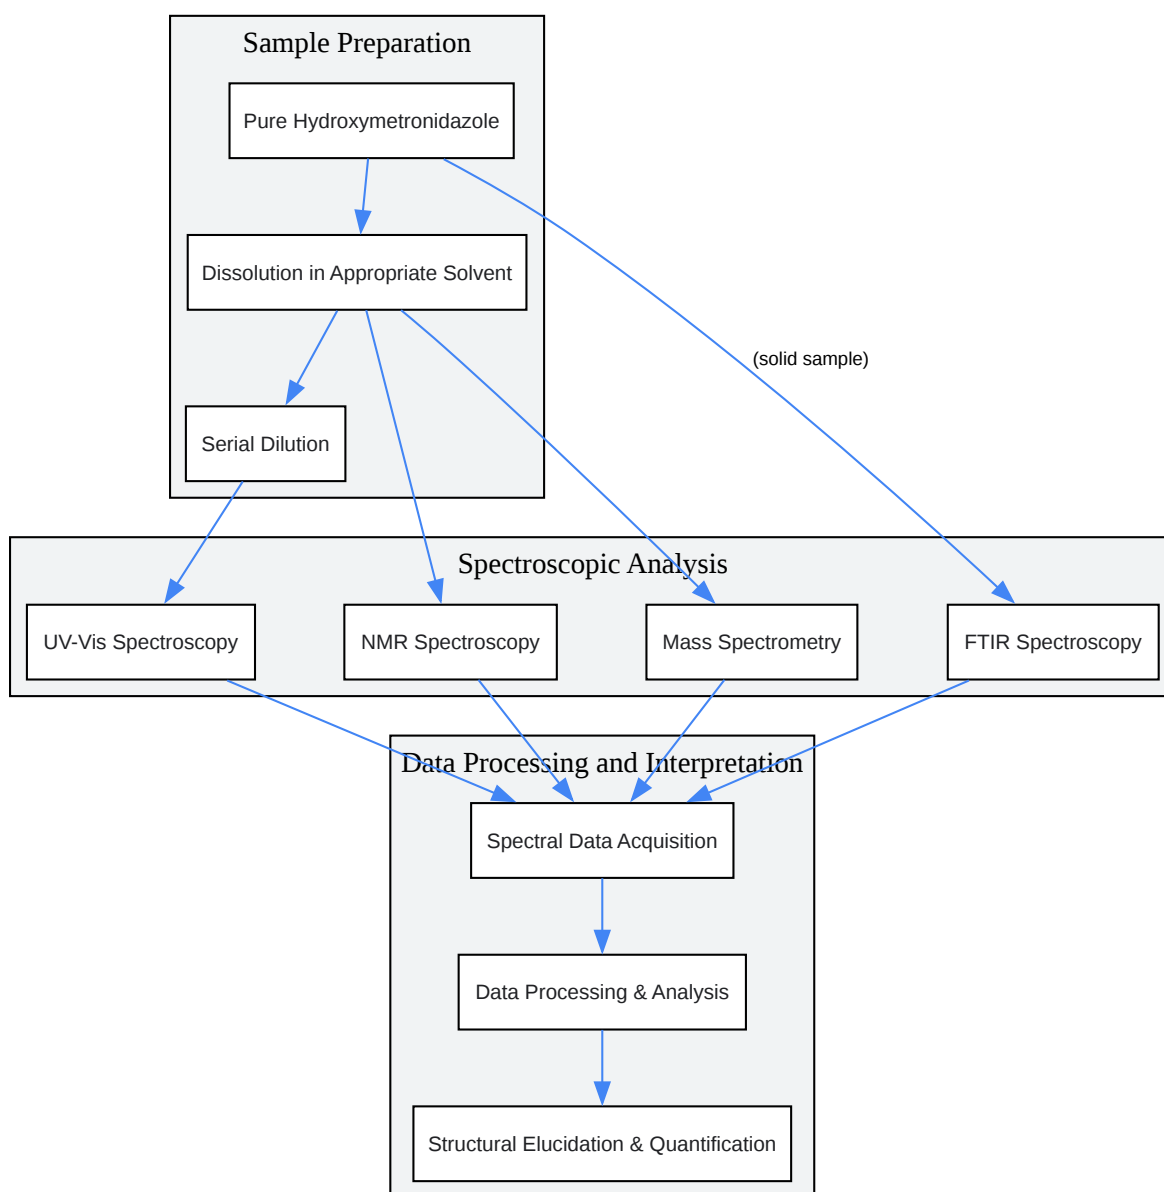 Sample Preparation
Pure Hydroxymetronidazole
Dissolution in Appropriate Solvent
(solid sample)
Serial Dilution
Spectroscopic Analysis
UV-Vis Spectroscopy
NMR Spectroscopy
Mass Spectrometry
FTIR Spectroscopy
Data Processing and Interpretation
Spectral Data Acquisition
Data Processing & Analysis
Structural Elucidation & Quantification